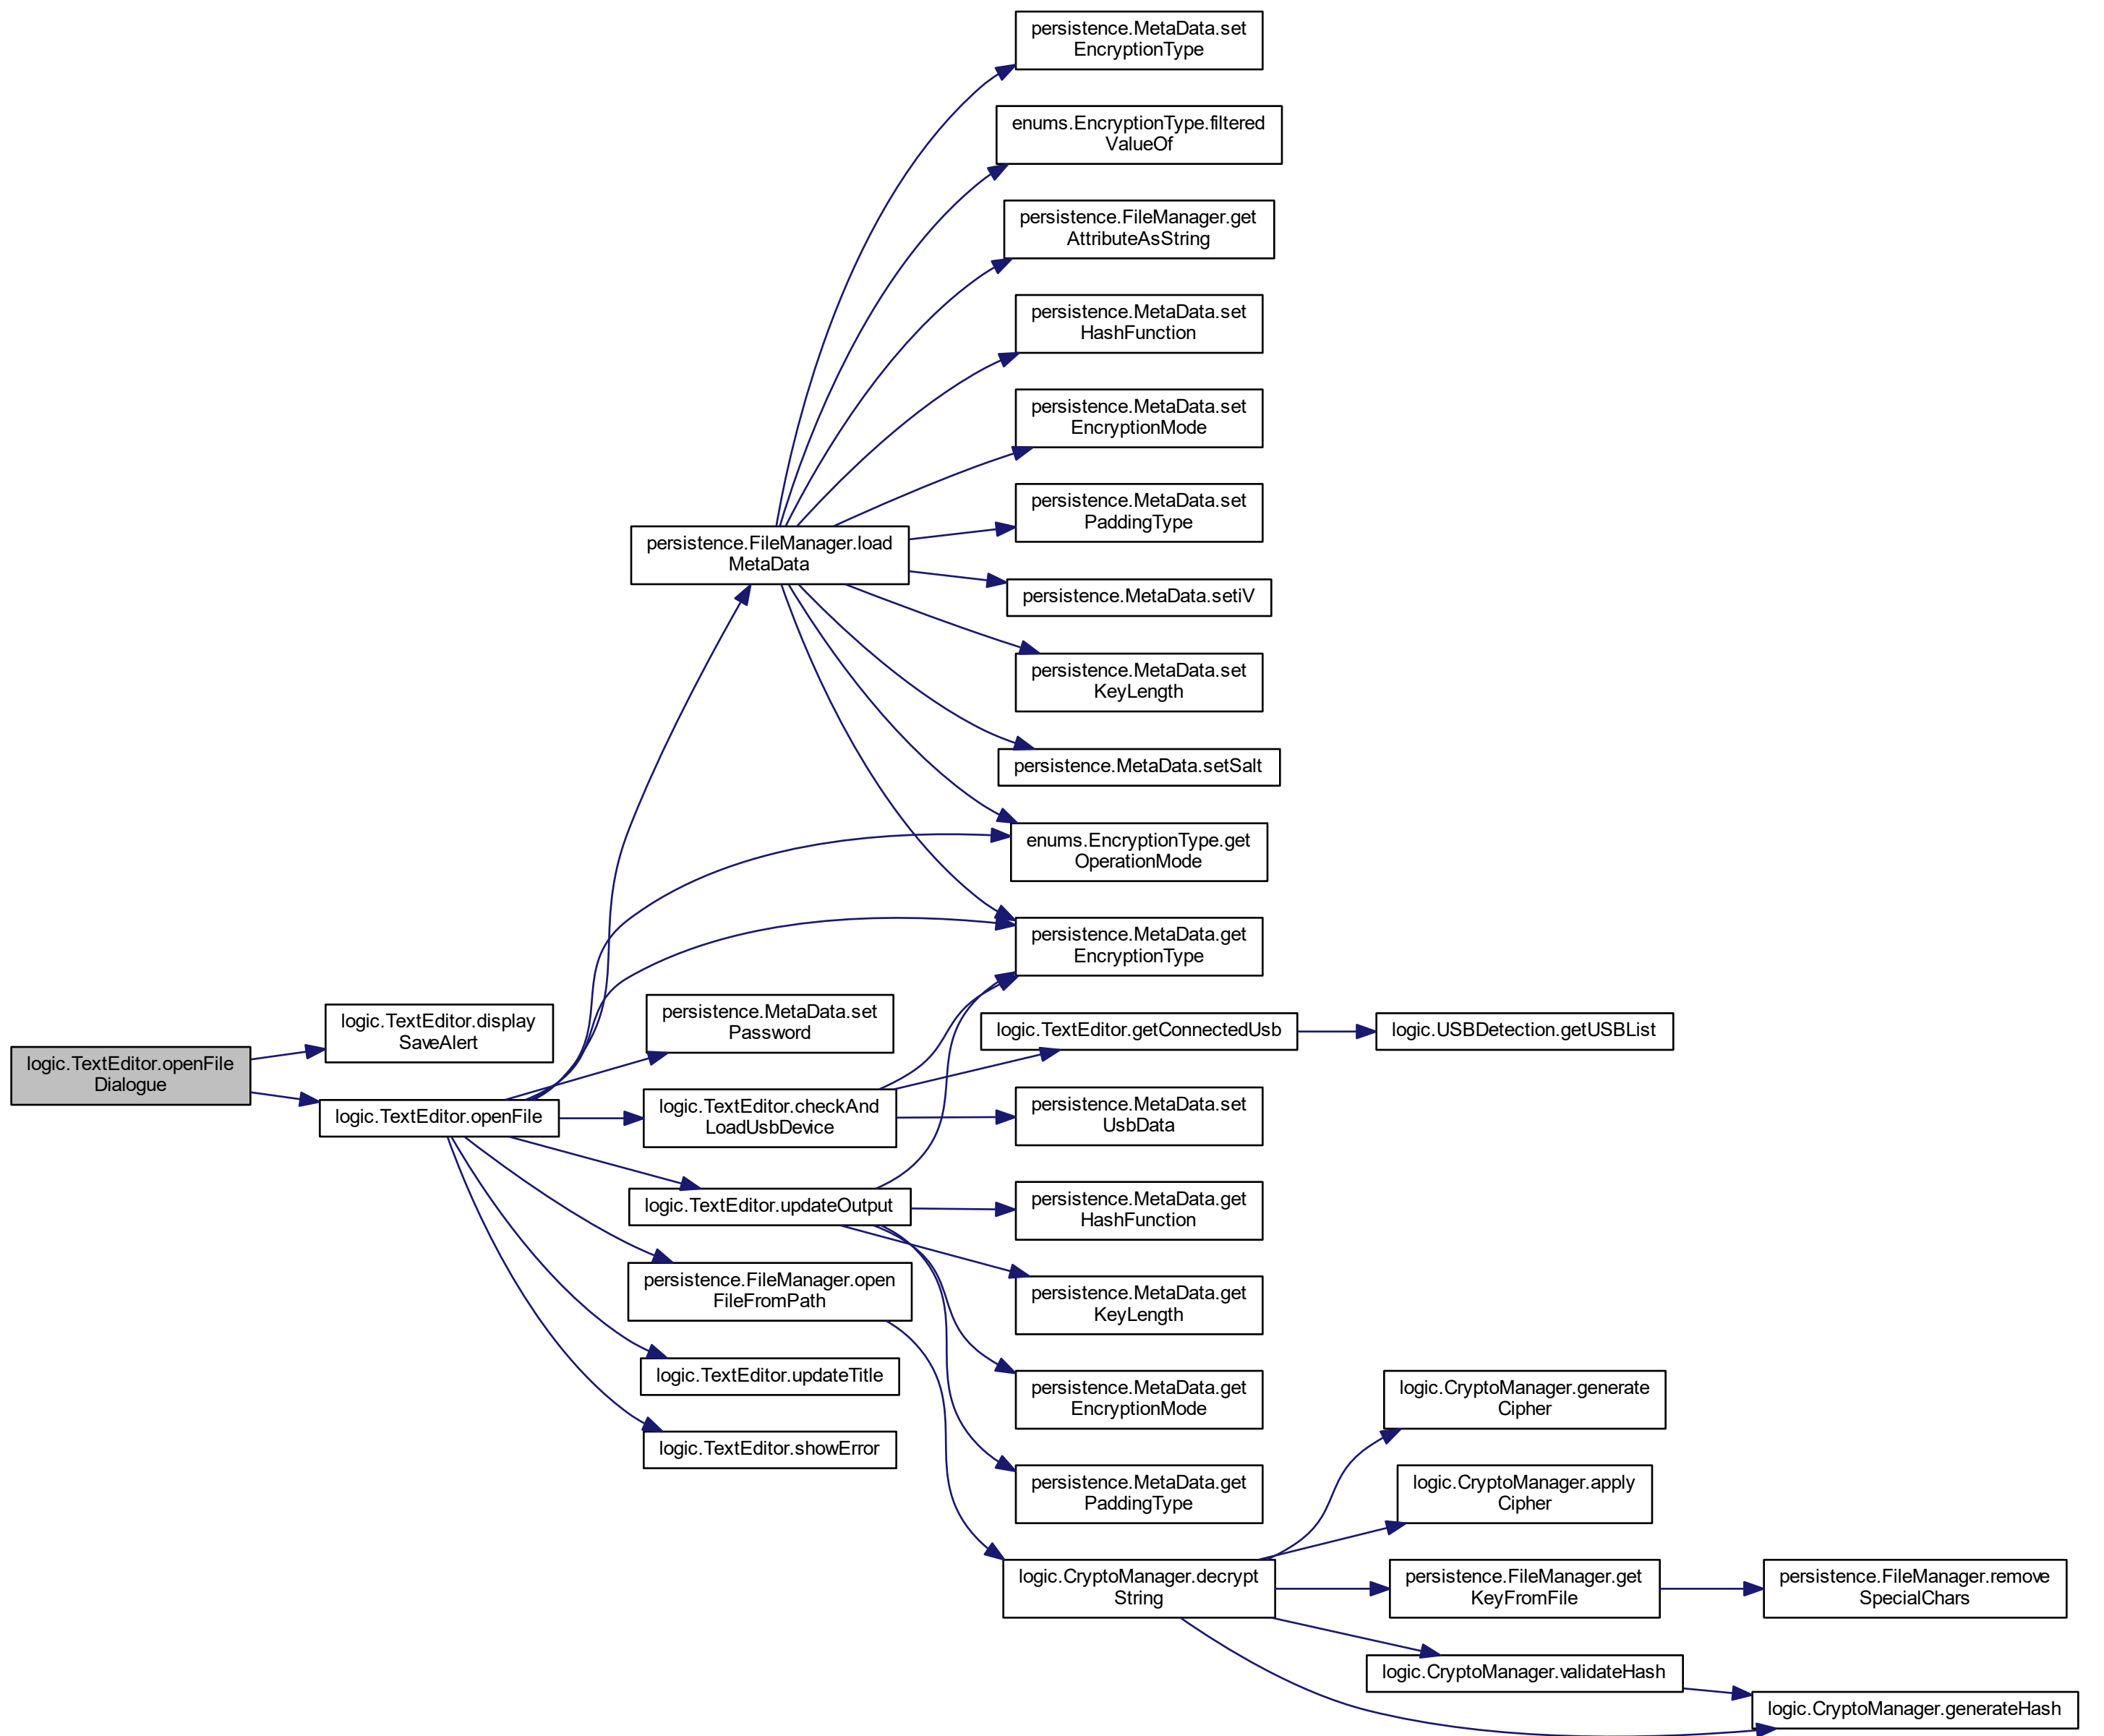 persistence.MetaData.set
EncryptionType
enums.EncryptionType.filtered
ValueOf
persistence.FileManager.get
AttributeAsString
persistence.MetaData.set
HashFunction
persistence.MetaData.set
EncryptionMode
persistence.MetaData.set
PaddingType
persistence.FileManager.load
MetaData
persistence.MetaData.setiV
persistence.MetaData.set
KeyLength
persistence.MetaData.setSalt
enums.EncryptionType.get
OperationMode
persistence.MetaData.get
EncryptionType
logic.TextEditor.openFile
Dialogue
logic.TextEditor.display
SaveAlert
logic.TextEditor.openFile
persistence.MetaData.set
Password
logic.TextEditor.getConnectedUsb
logic.USBDetection.getUSBList
logic.TextEditor.checkAnd
LoadUsbDevice
persistence.MetaData.set
UsbData
logic.TextEditor.updateOutput
persistence.MetaData.get
HashFunction
persistence.FileManager.open
FileFromPath
persistence.MetaData.get
KeyLength
logic.TextEditor.updateTitle
persistence.MetaData.get
EncryptionMode
logic.CryptoManager.generate
Cipher
logic.TextEditor.showError
persistence.MetaData.get
PaddingType
logic.CryptoManager.apply
Cipher
logic.CryptoManager.decrypt
String
persistence.FileManager.get
KeyFromFile
persistence.FileManager.remove
SpecialChars
logic.CryptoManager.validateHash
logic.CryptoManager.generateHash